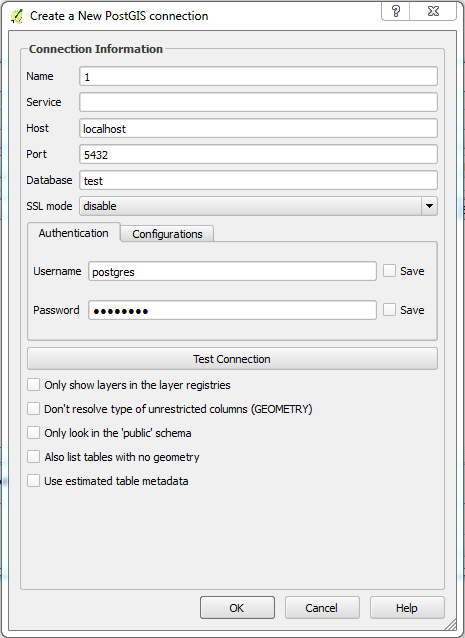 Create a New PostGIS connection
Connection Information
Name 1
Service
Host localhost
Port 5432
Database test
SSL mode disable
Authentication Configurations
Username postgres Save
Password ●●●●●●●● Save
Test Connection
Only show layers in the layer registries
Don't resolve type of unrestricted columns (GEOMETRY)
Only look in the 'public' schema
Also list tables with no geometry
Use estimated table metadata
OK Cancel Help